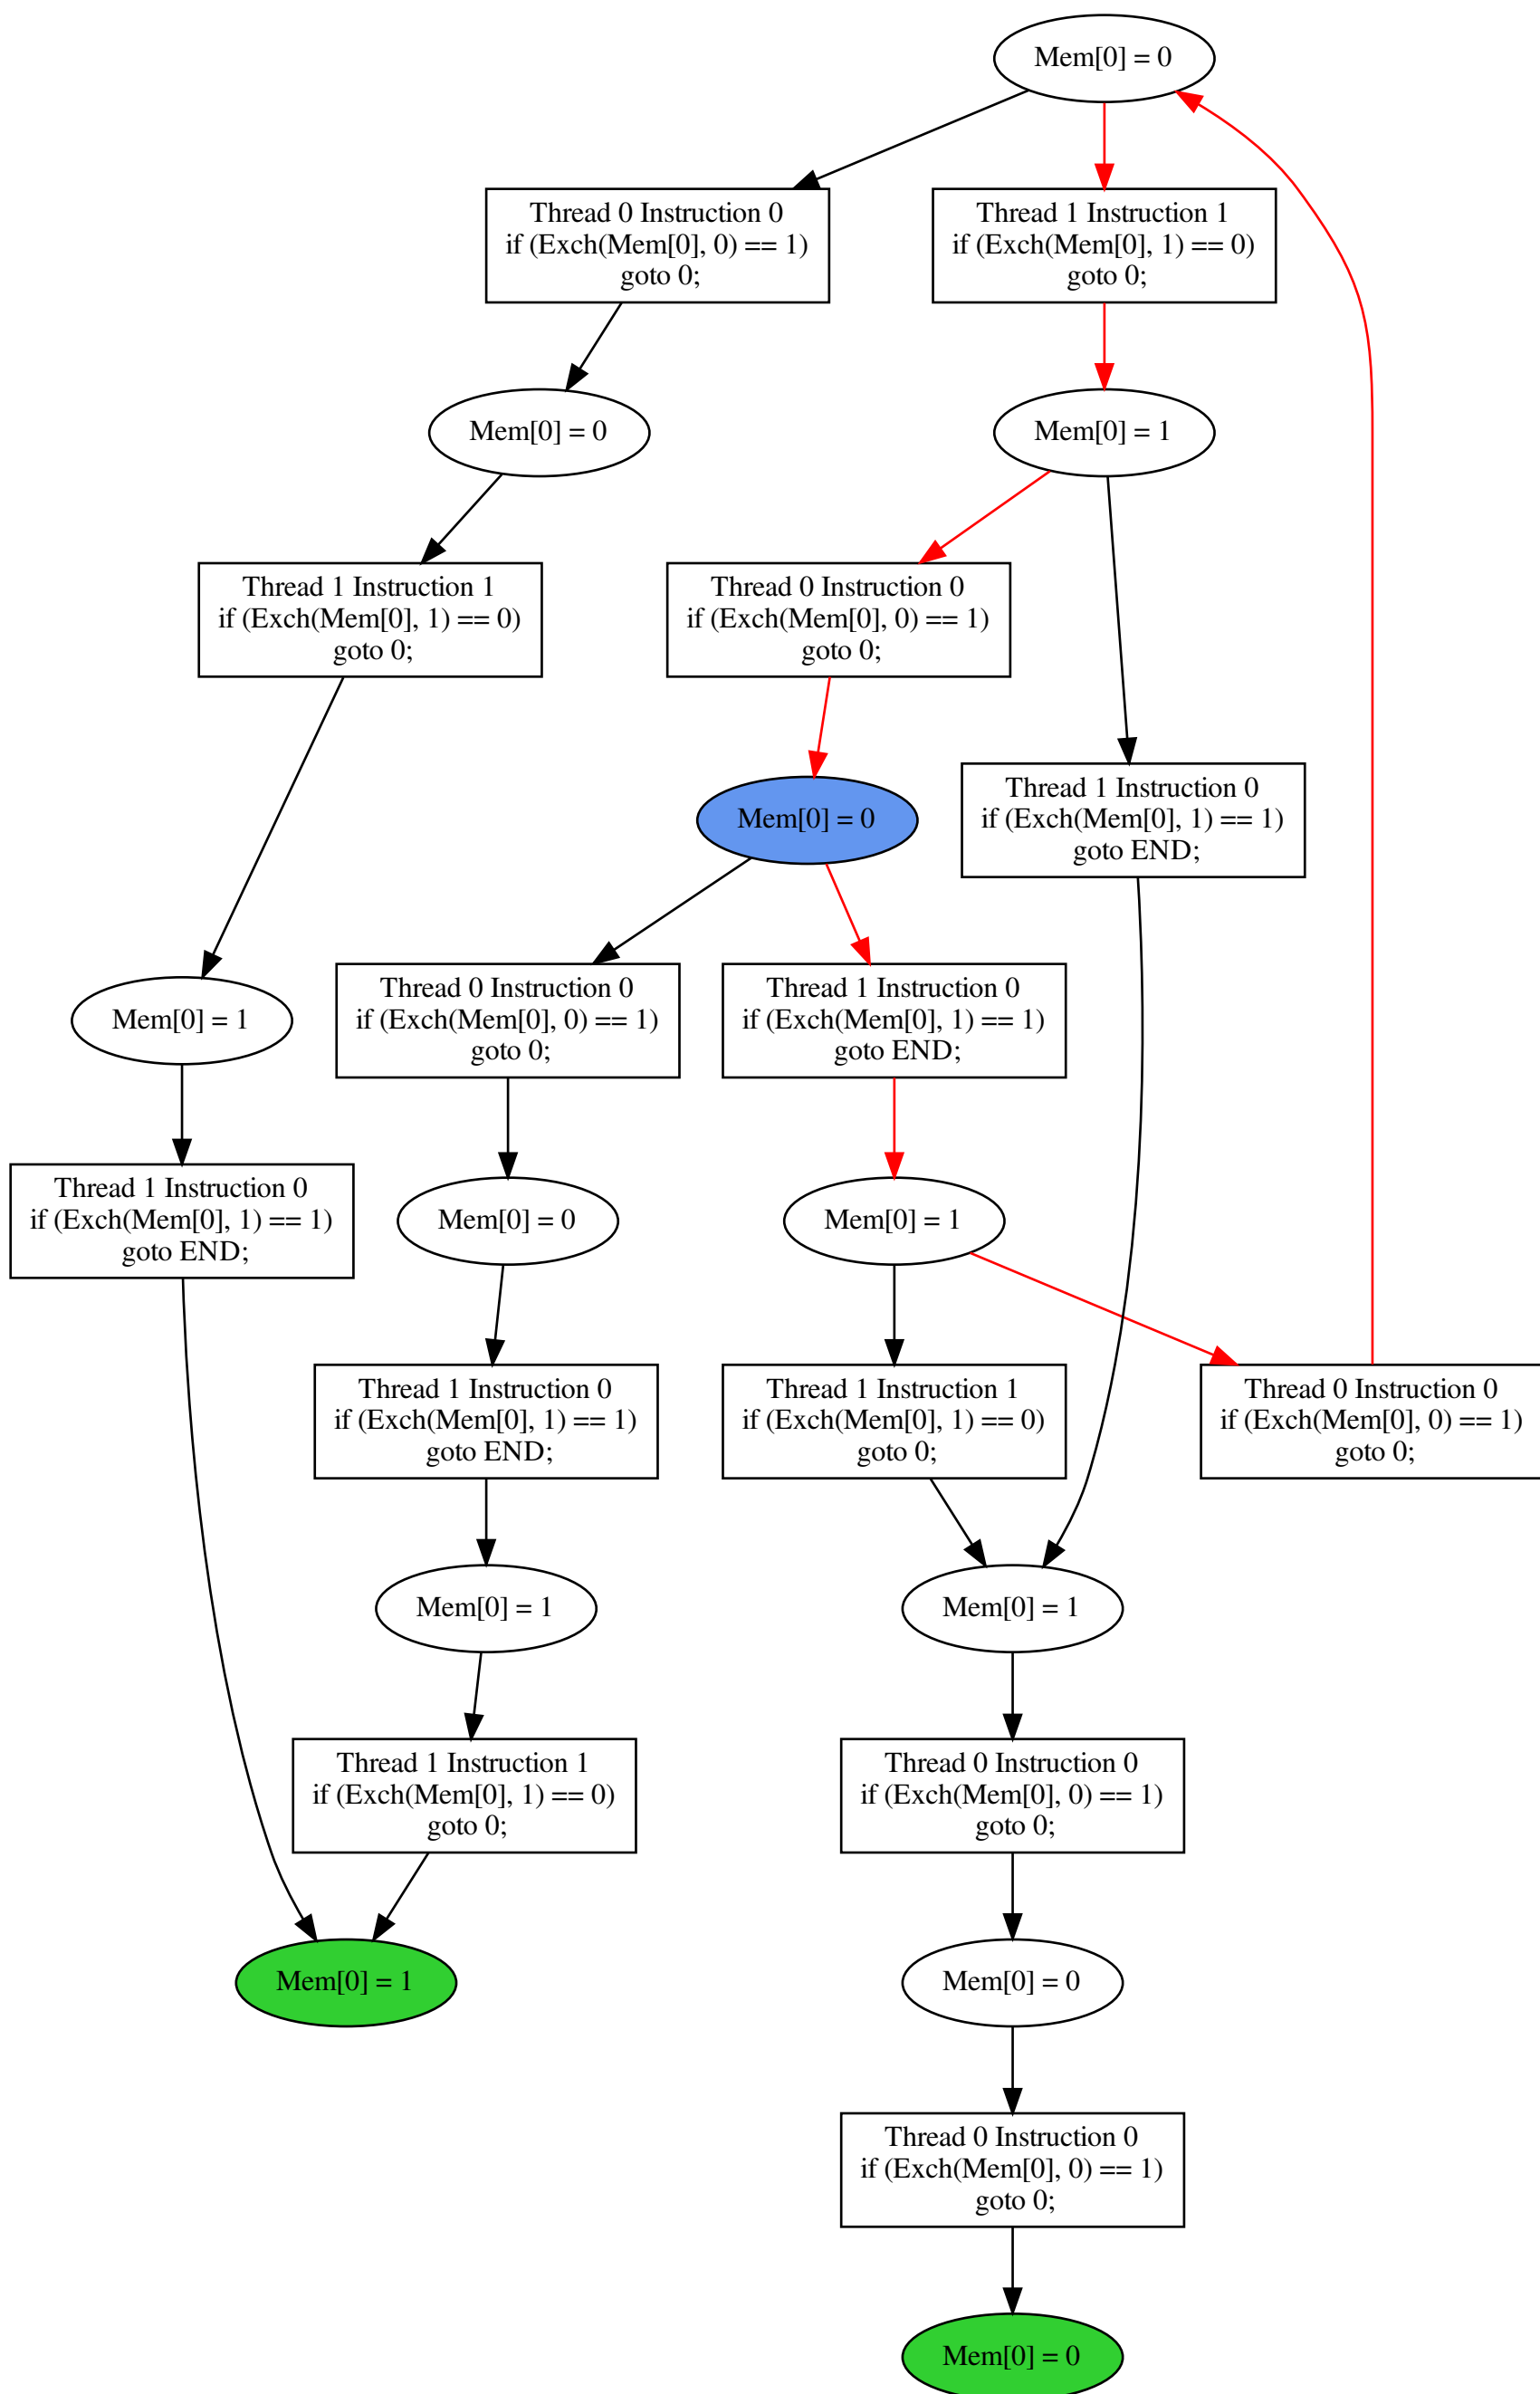 Mem[0] = 0
Thread 0 Instruction 0
if (Exch(Mem[0], 0) == 1)
goto 0;
Thread 1 Instruction 1
if (Exch(Mem[0], 1) == 0)
goto 0;
Mem[0] = 0
Mem[0] = 1
Thread 1 Instruction 1
if (Exch(Mem[0], 1) == 0)
goto 0;
Thread 0 Instruction 0
if (Exch(Mem[0], 0) == 1)
goto 0;
Mem[0] = 0
Thread 1 Instruction 0
if (Exch(Mem[0], 1) == 1)
goto END;
Mem[0] = 1
Thread 0 Instruction 0
if (Exch(Mem[0], 0) == 1)
goto 0;
Thread 1 Instruction 0
if (Exch(Mem[0], 1) == 1)
goto END;
Thread 1 Instruction 0
if (Exch(Mem[0], 1) == 1)
goto END;
Mem[0] = 0
Mem[0] = 1
Thread 1 Instruction 0
if (Exch(Mem[0], 1) == 1)
goto END;
Thread 1 Instruction 1
if (Exch(Mem[0], 1) == 0)
goto 0;
Thread 0 Instruction 0
if (Exch(Mem[0], 0) == 1)
goto 0;
Mem[0] = 1
Mem[0] = 1
Thread 1 Instruction 1
if (Exch(Mem[0], 1) == 0)
goto 0;
Thread 0 Instruction 0
if (Exch(Mem[0], 0) == 1)
goto 0;
Mem[0] = 1
Mem[0] = 0
Thread 0 Instruction 0
if (Exch(Mem[0], 0) == 1)
goto 0;
Mem[0] = 0